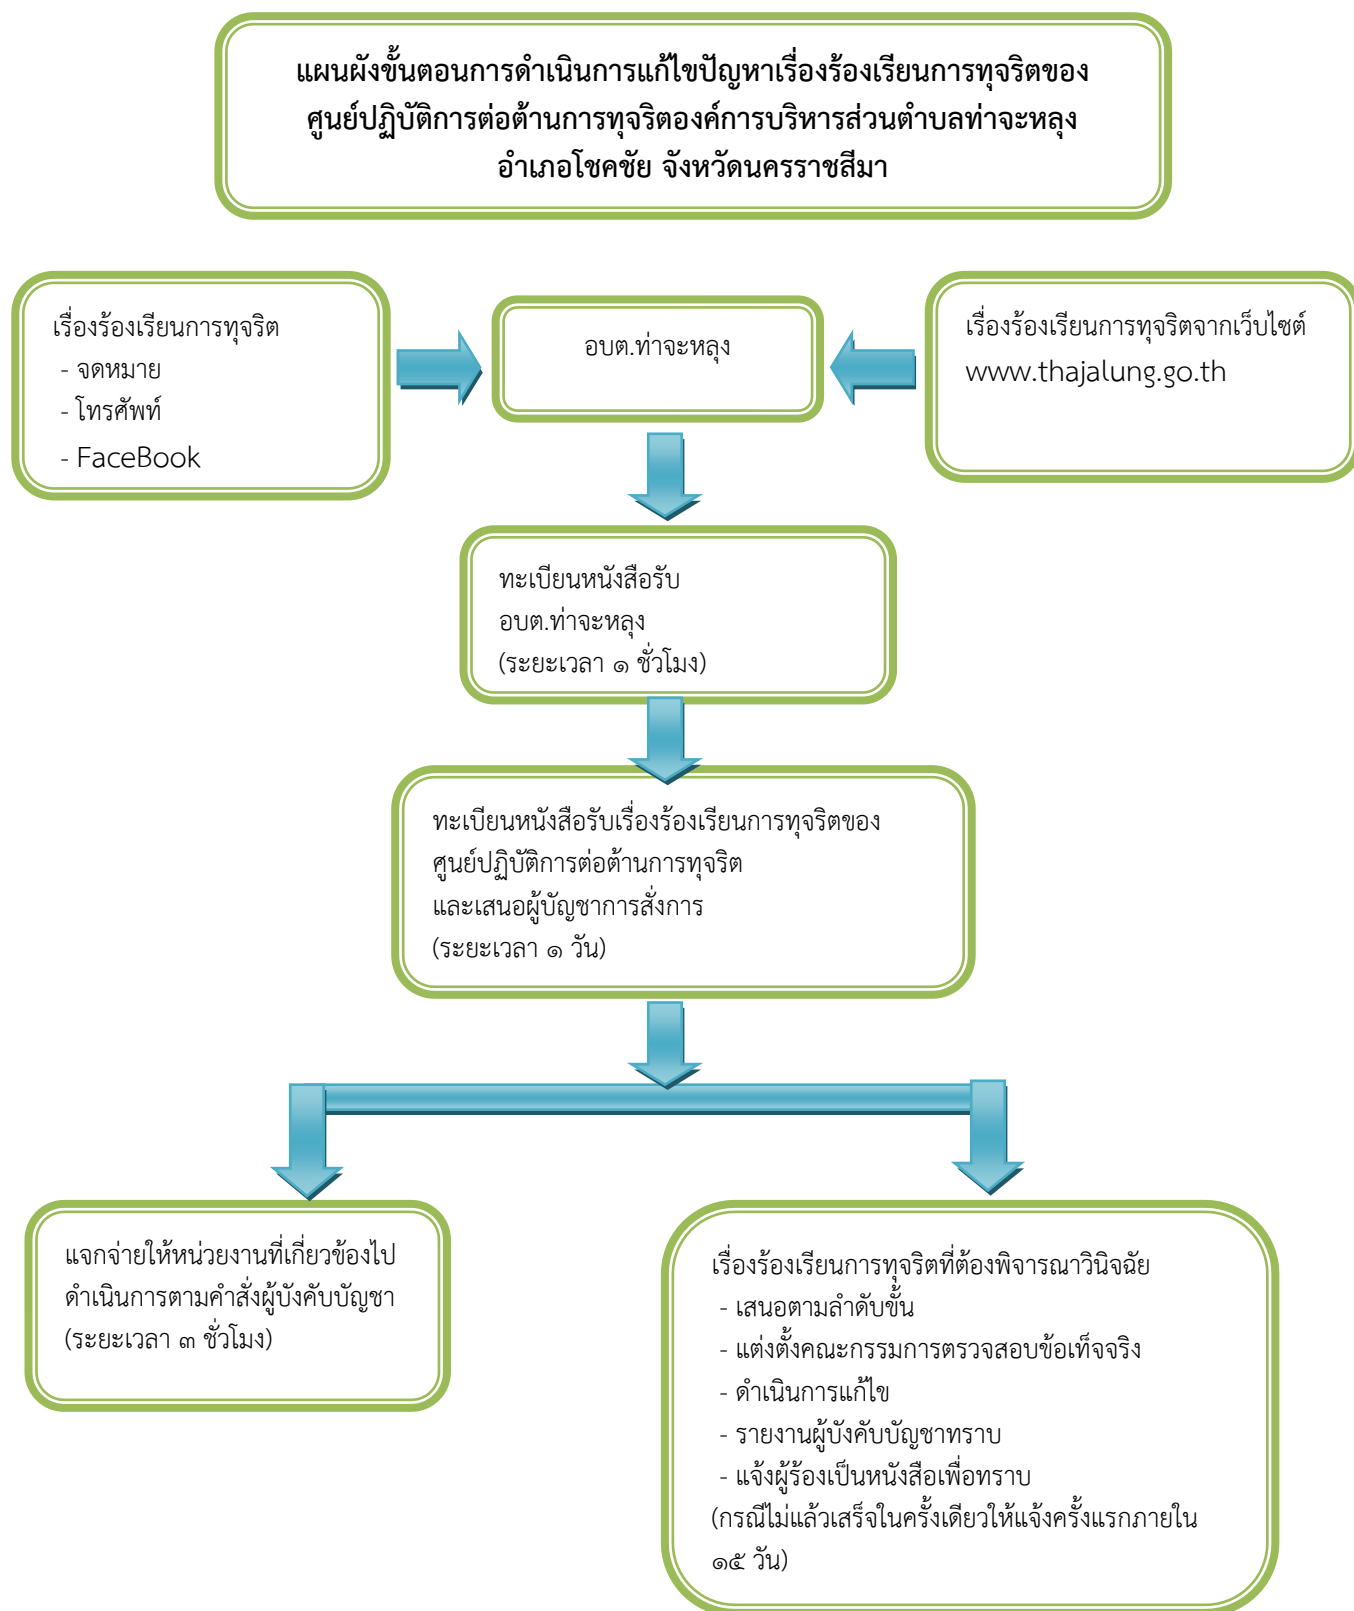 แผนผังขั้นตอนการดำเนินการแก้ไขปัญหาเรื่องร้องเรียนการทุจริตของ
ศูนย์ปฏิบัติการต่อต้านการทุจริตองค์การบริหารส่วนตำบลท่าจะหลุง
อำเภอโชคชัย จังหวัดนครราชสีมา
เรื่องร้องเรียนการทุจริต
- จดหมาย
- โทรศัพท์
- FaceBook
อบต.ท่าจะหลุง
เรื่องร้องเรียนการทุจริตจากเว็บไซต์
www.thajalung.go.th
ทะเบียนหนังสือรับ
อบต.ท่าจะหลุง
(ระยะเวลา ๑ ชั่วโมง)
ทะเบียนหนังสือรับเรื่องร้องเรียนการทุจริตของ
ศูนย์ปฏิบัติการต่อต้านการทุจริต
และเสนอผู้บัญชาการสั่งการ
(ระยะเวลา ๑ วัน)
แจกจ่ายให้หน่วยงานที่เกี่ยวข้องไป
ดำเนินการตามคำสั่งผู้บังคับบัญชา
(ระยะเวลา ๓ ชั่วโมง)
เรื่องร้องเรียนการทุจริตที่ต้องพิจารณาวินิจฉัย
- เสนอตามลำดับขั้น
- แต่งตั้งคณะกรรมการตรวจสอบข้อเท็จจริง
- ดำเนินการแก้ไข
- รายงานผู้บังคับบัญชาทราบ
- แจ้งผู้ร้องเป็นหนังสือเพื่อทราบ
(กรณีไม่แล้วเสร็จในครั้งเดียวให้แจ้งครั้งแรกภายใน
๑๕ วัน)